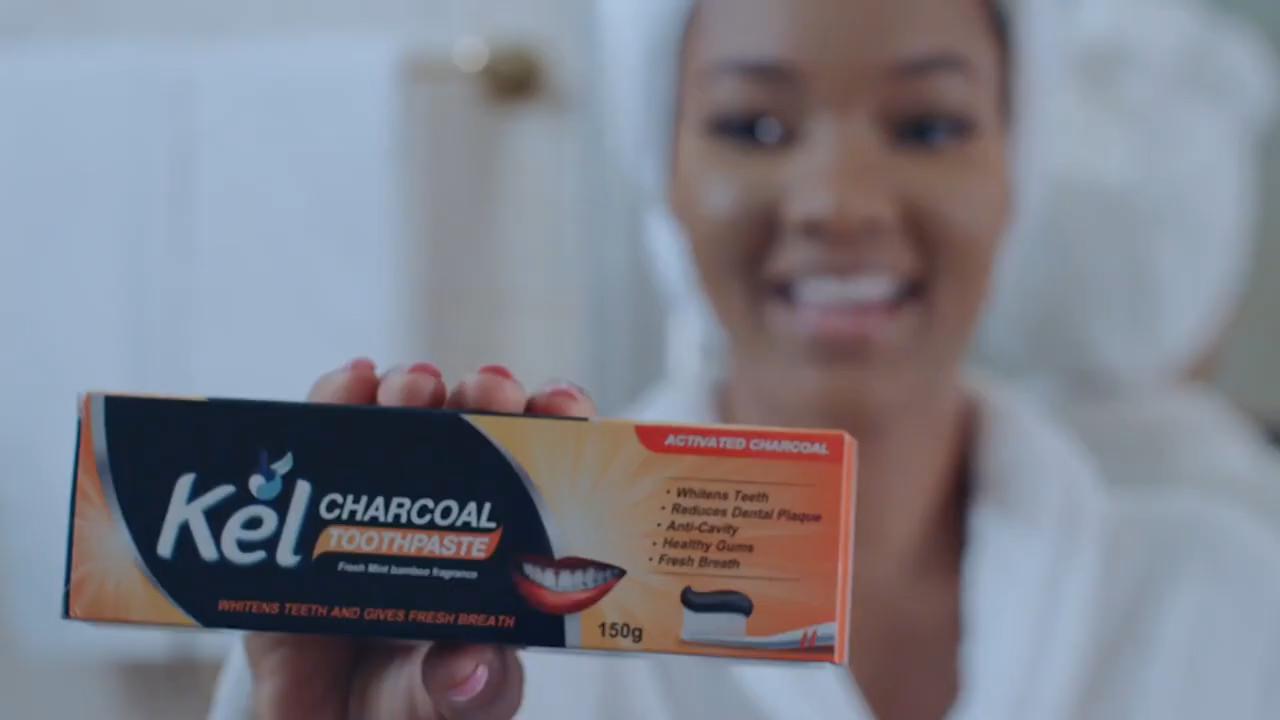 Kel
CHARCOAL
TOOTHPASTE
Fresh Mint bamboo fragrance
WHITENS TEETH AND GIVES FRESH BREATH
ACTIVATED CHARCOAL
• Whitens Teeth
• Reduces Dental Plaque
• Anti-Cavity
• Healthy Gums
• Fresh Breath
150g